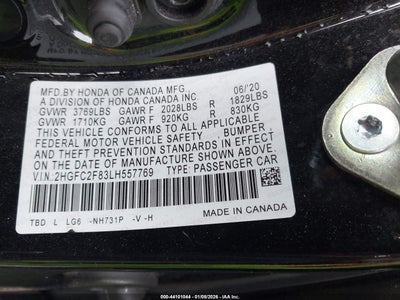 MFD. BY HONDA OF CANADA MFG. 06/20
A DIVISION OF HONDA CANADA INC.
GVWR 3769LBS GAWR F 2028LBS R 1829LBS
GVWR 1710KG GAWR F 920KG R 830KG
THIS VEHICLE CONFORMS TO ALL APPLICABLE
FEDERAL MOTOR VEHICLE SAFETY BUMPER
AND THEFT PREVENTION STANDARDS IN EFFECT
ON THE DATE OF MANUFACTURE SHOWN ABOVE.
V.I.N. 2HGFC2F83LH557769 TYPE: PASSENGER CAR
TBD L LG6 -NH731P -V -H
MADE IN CANADA
000-44101044 - 01/09/2026 - © IAA, LLC